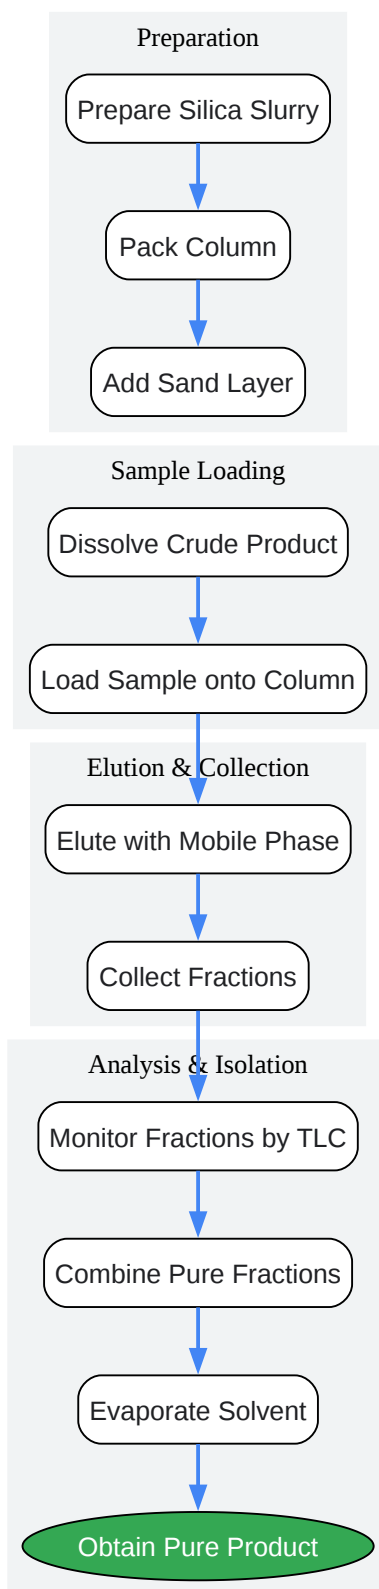 Preparation
Prepare Silica Slurry
Pack Column
Add Sand Layer
Sample Loading
Dissolve Crude Product
Load Sample onto Column
Elution & Collection
Elute with Mobile Phase
Collect Fractions
Analysis & Isolation
Monitor Fractions by TLC
Combine Pure Fractions
Evaporate Solvent
Obtain Pure Product